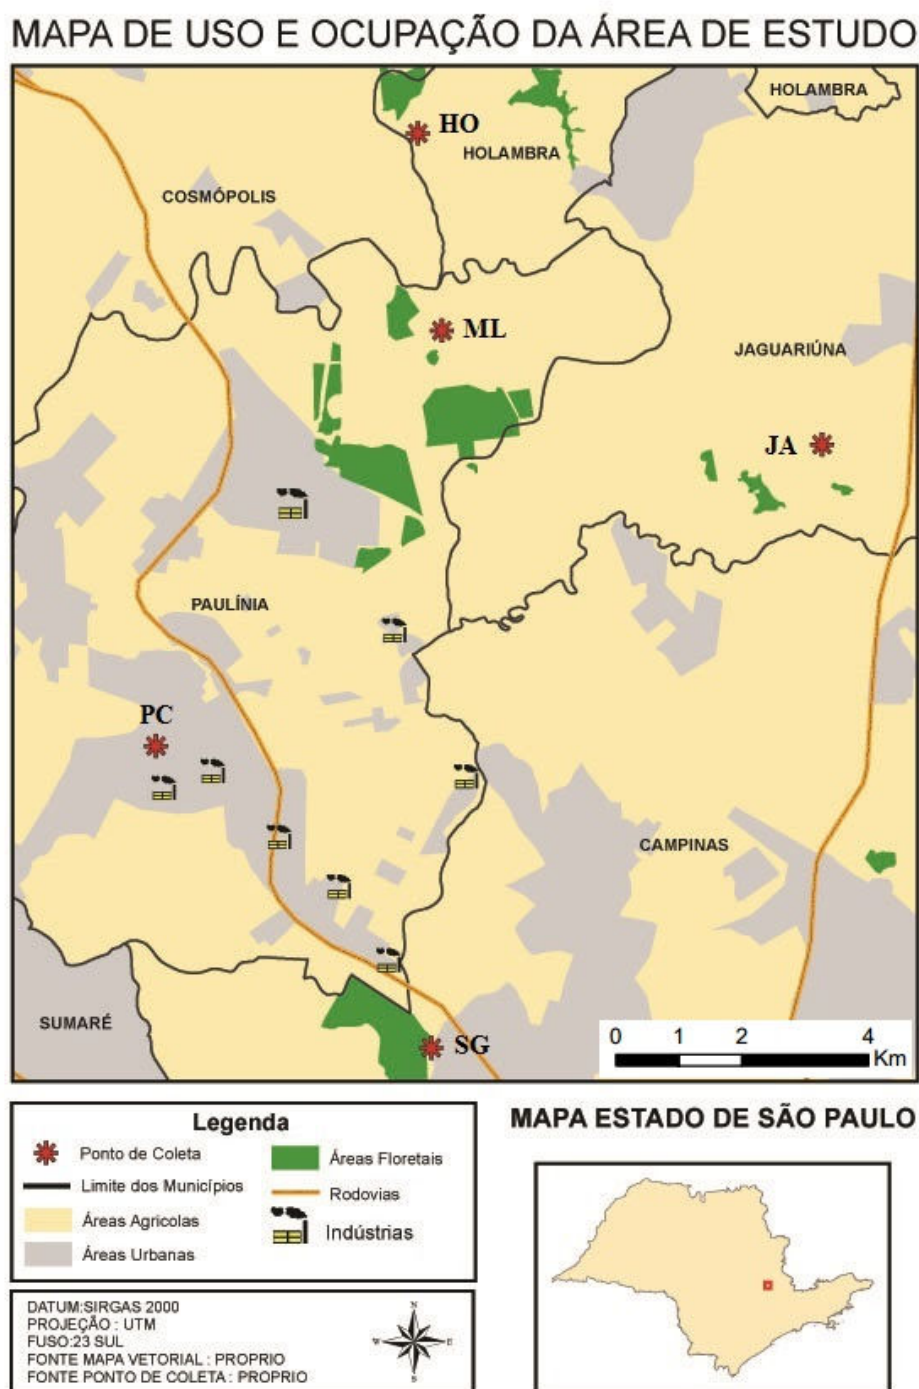 MAPA DE USO E OCUPAÇÃO DA ÁREA DE ESTUDO
HOLAMBRA
HO
HOLAMBRA
COSMÓPOLIS
ML
JAGUARIÚNA
JA
PAULÍNIA
PC
CAMPINAS
SUMARÉ
SG
0 1 2 4
Km
Legenda
Ponto de Coleta
Limite dos Municípios
Áreas Agricolas
Áreas Urbanas
Áreas Floretais
Rodovias
Indústrias
MAPA ESTADO DE SÃO PAULO
DATUM:SIRGAS 2000
PROJEÇÃO : UTM
FUSO:23 SUL
FONTE MAPA VETORIAL : PROPRIO
FONTE PONTO DE COLETA : PROPRIO
N
W E
S